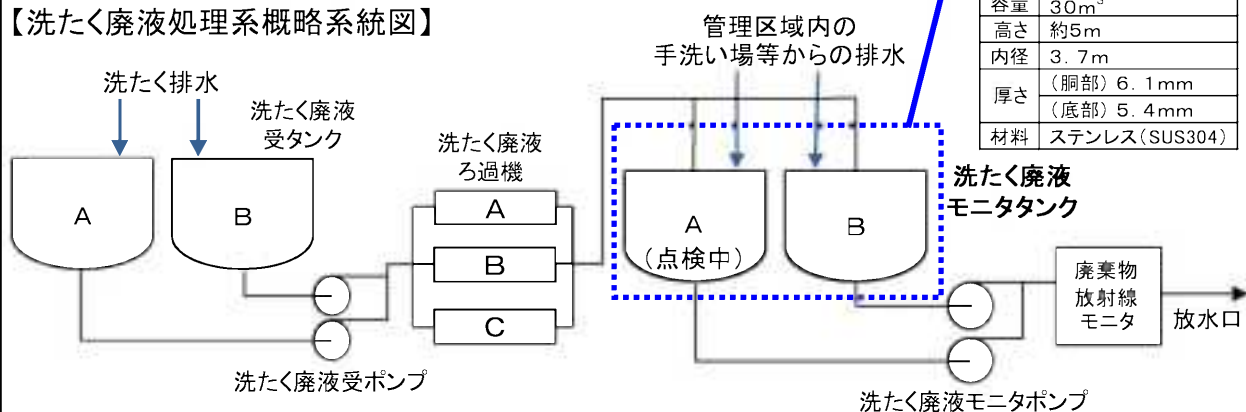 【洗たく廃液処理系概略系統図】
洗たく排水
洗たく廃液
受タンク
A
B
洗たく廃液受ポンプ
洗たく廃液
ろ過機
A
B
C
管理区域内の
手洗い場等からの排水
A
(点検中)
B
洗たく廃液
モニタタンク
洗たく廃液モニタポンプ
廃棄物
放射線
モニタ
放水口
容量 30m³
高さ 約5m
内径 3.7m
厚さ (胴部) 6.1mm
(底部) 5.4mm
材料 ステンレス(SUS304)